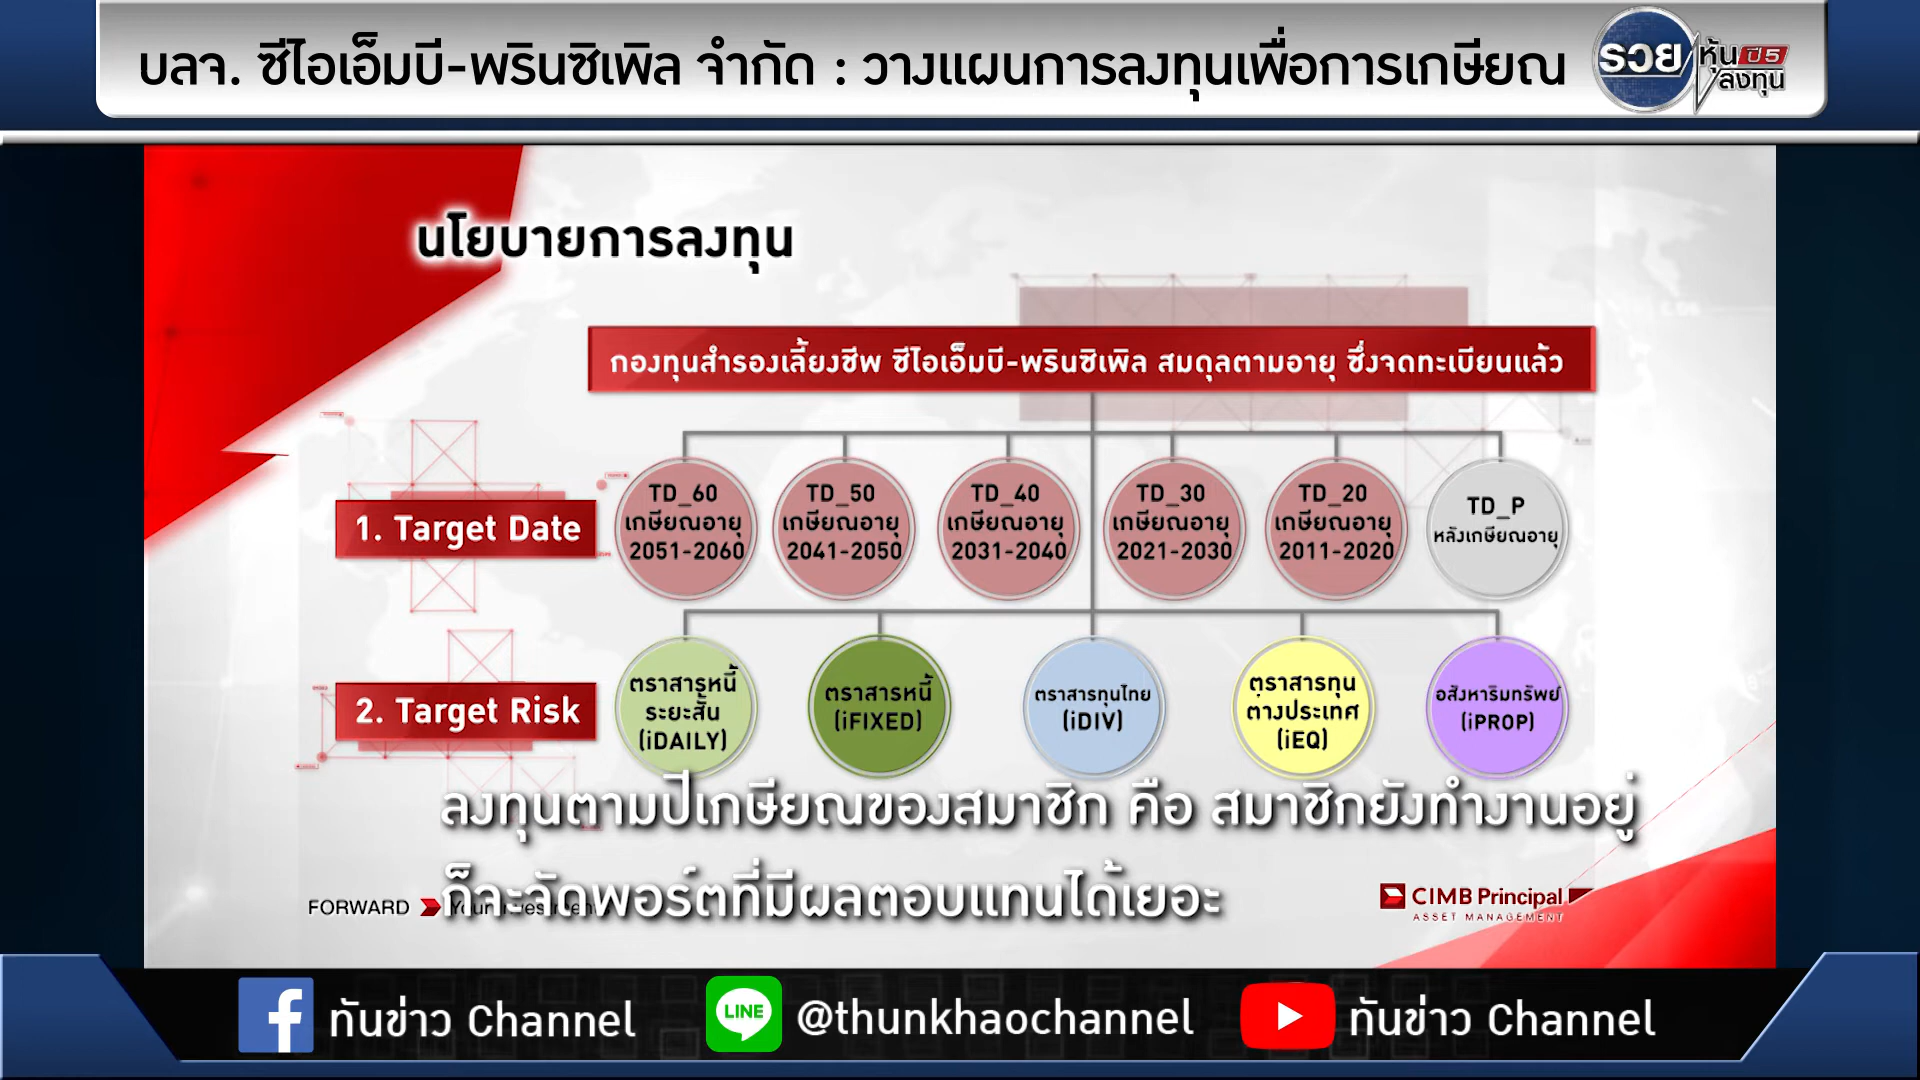 บลจ. ซีไอเอ็มบี-พรินซิเพิล จำกัด : วางแผนการลงทุนเพื่อการเกษียณ
รวย หุ้น ปี 5
ลงทุน
นโยบายการลงทุน
กองทุนสำรองเลี้ยงชีพ ซีไอเอ็มบี-พรินซิเพิล สมดุลตามอายุ ซึ่งจดทะเบียนแล้ว
1. Target Date
TD_60
เกษียณอายุ
2051-2060
TD_50
เกษียณอายุ
2041-2050
TD_40
เกษียณอายุ
2031-2040
TD_30
เกษียณอายุ
2021-2030
TD_20
เกษียณอายุ
2011-2020
TD_P
หลังเกษียณอายุ
2. Target Risk
ตราสารหนี้
ระยะสั้น
(iDAILY)
ตราสารหนี้
(iFIXED)
ตราสารทุนไทย
(iDIV)
ตราสารทุน
ต่างประเทศ
(iEQ)
อสังหาริมทรัพย์
(iPROP)
ลงทุนตามปีเกษียณของสมาชิก คือ สมาชิกยังทำงานอยู่
ก็จะจัดพอร์ตที่มีผลตอบแทนได้เยอะ
FORWARD Your Investments
CIMB Principal
ASSET MANAGEMENT
ทันข่าว Channel
LINE
@thunkhaochannel
ทันข่าว Channel